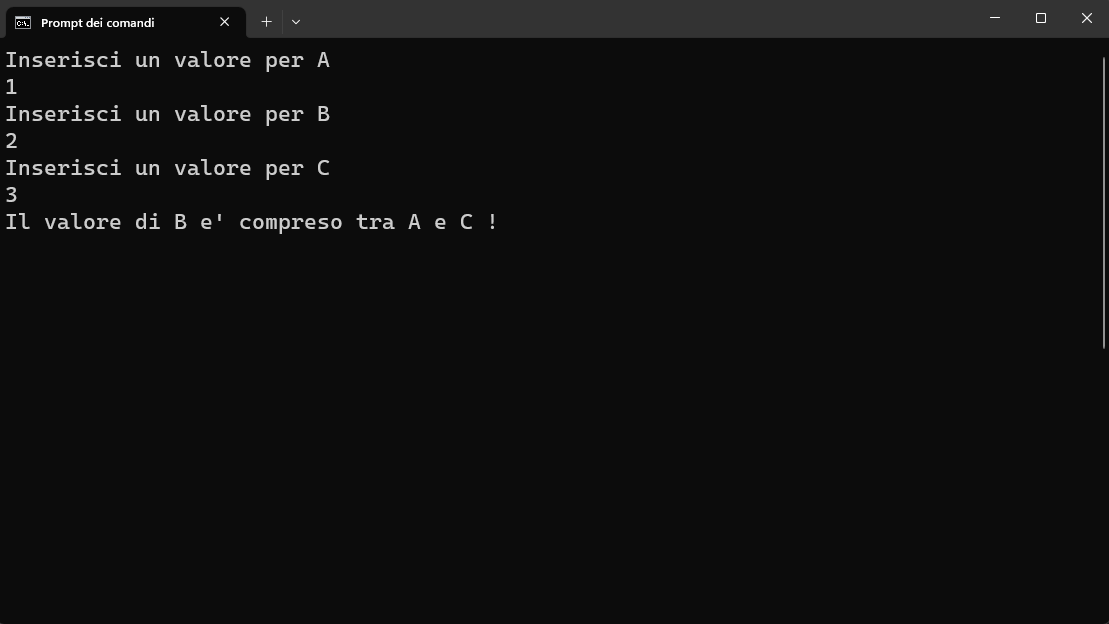 Prompt dei comandi
Inserisci un valore per A
1
Inserisci un valore per B
2
Inserisci un valore per C
3
Il valore di B e' compreso tra A e C !